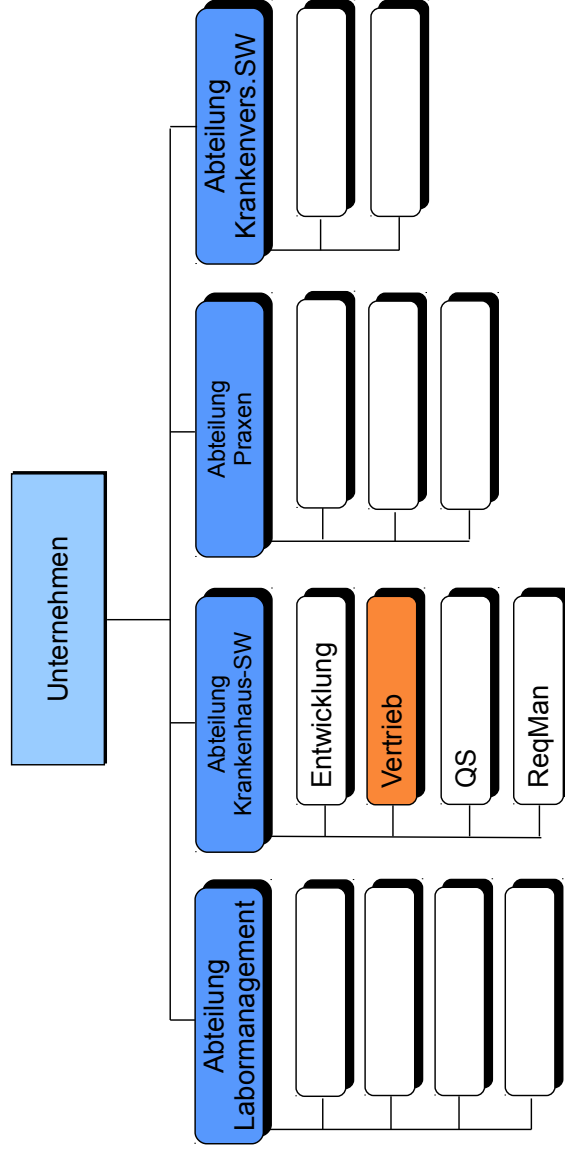 Unternehmen
Abteilung
Labormanagement
Abteilung
Krankenhaus-SW
Entwicklung
Vertrieb
QS
ReqMan
Abteilung
Praxen
Abteilung
Krankenvers.SW